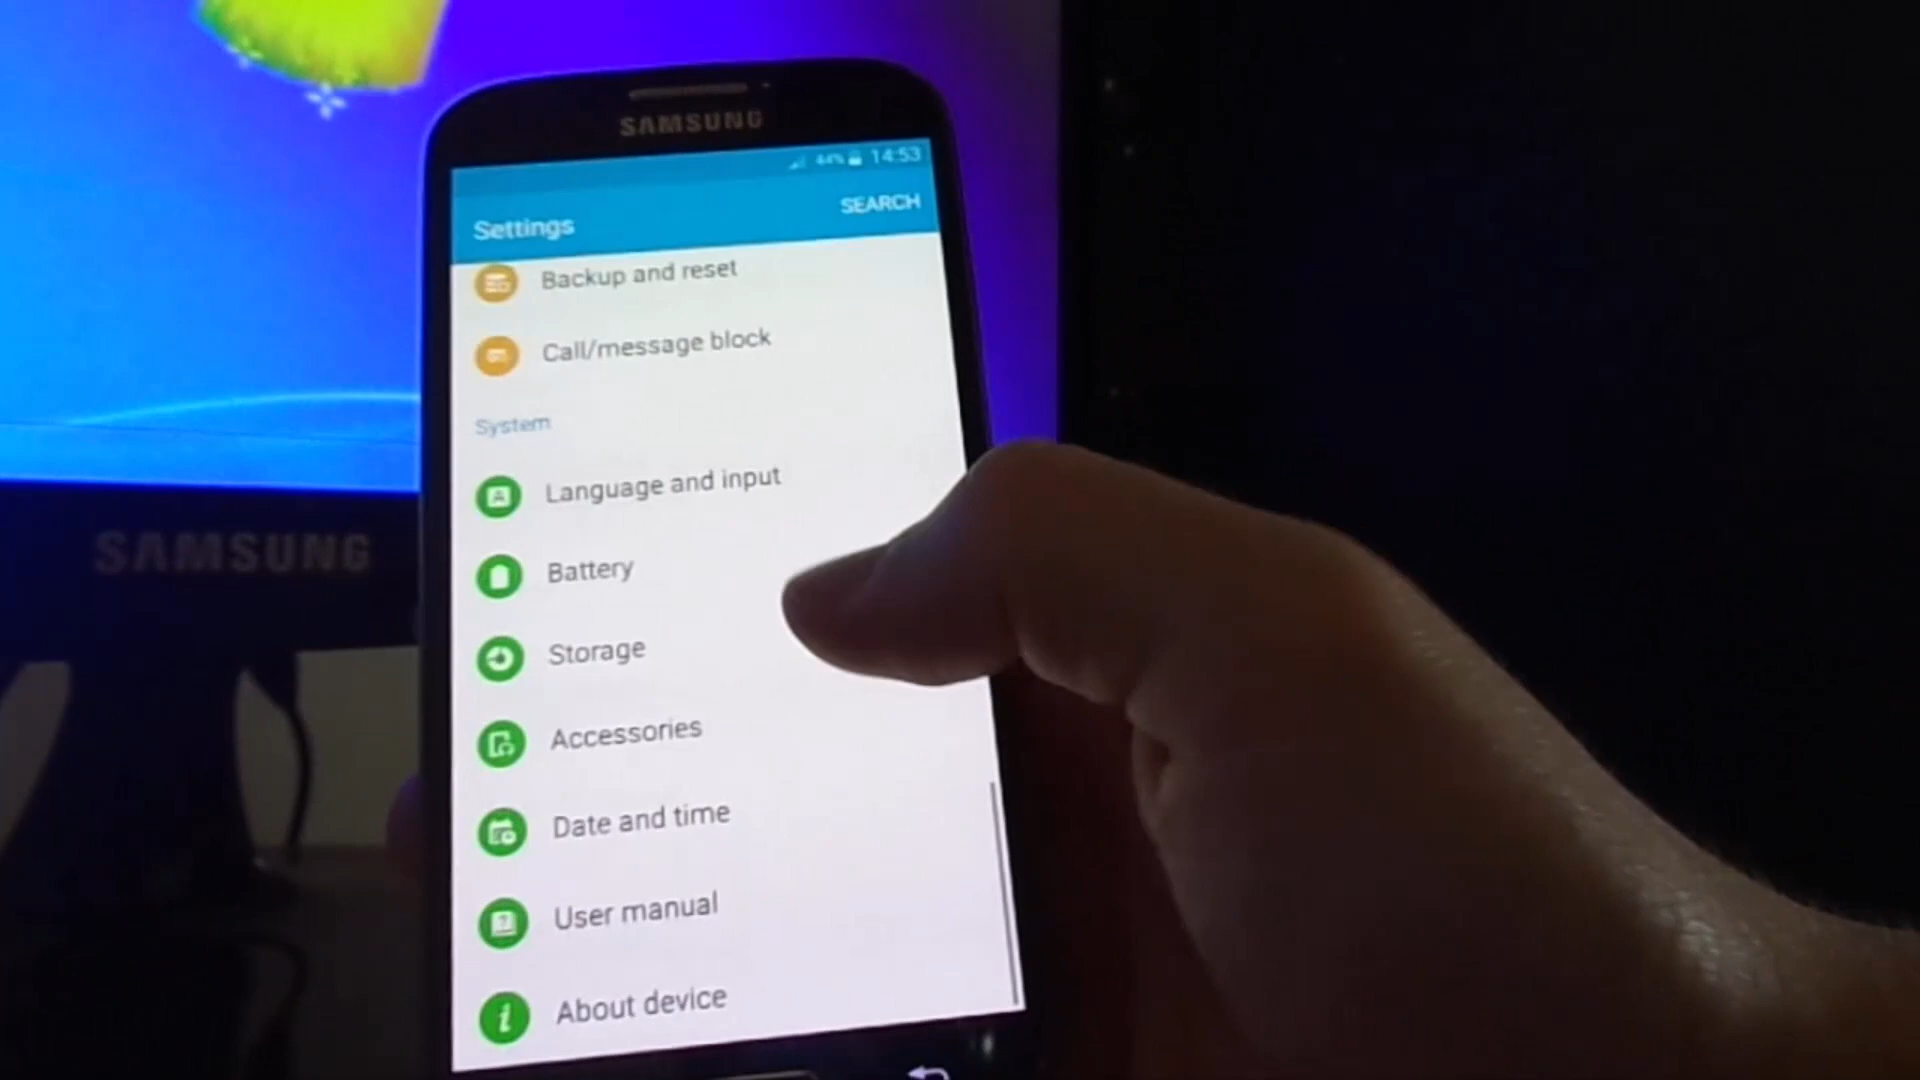 SAMSUNG
44% 14:53
Settings
SEARCH
Backup and reset
Call/message block
System
Language and input
Battery
Storage
Accessories
Date and time
User manual
About device
SAMSUNG